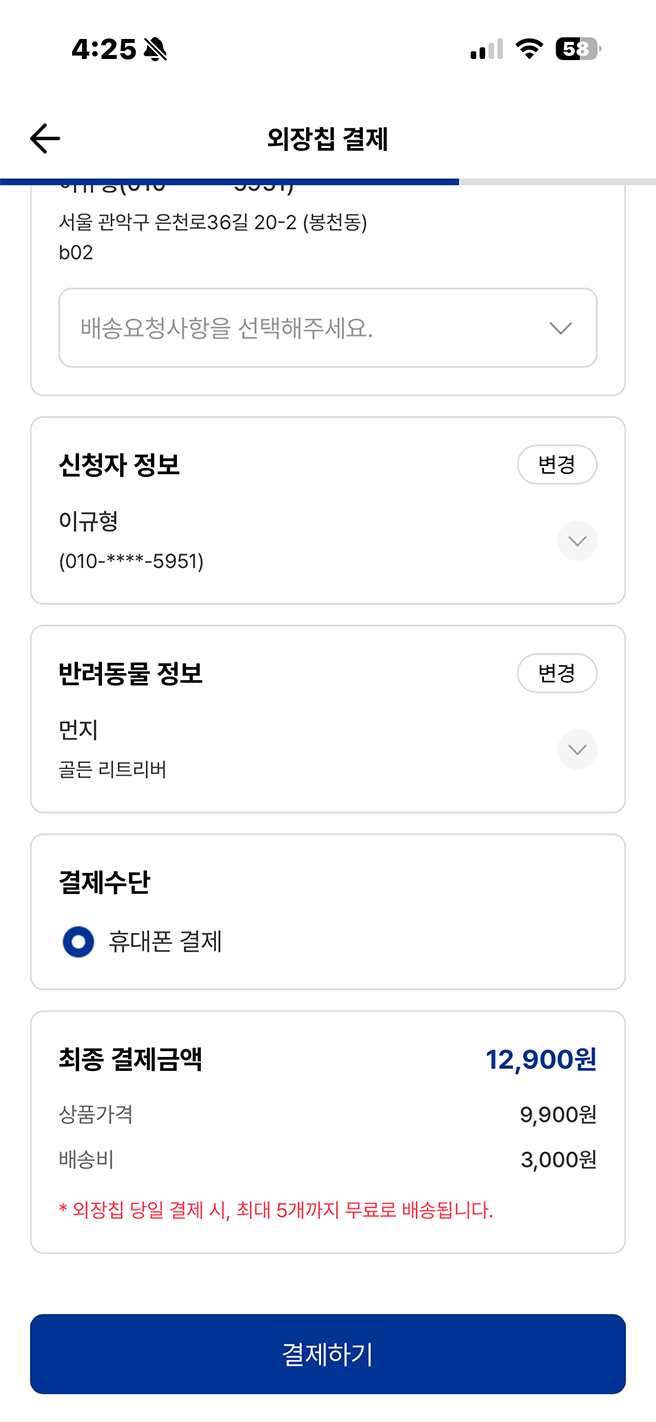 4:25
58
외장칩 결제
서울 관악구 은천로36길 20-2 (봉천동)
b02
배송요청사항을 선택해주세요.
신청자 정보
변경
이규형
(010-****-5951)
반려동물 정보
변경
먼지
골든 리트리버
결제수단
휴대폰 결제
최종 결제금액
12,900원
상품가격
9,900원
배송비
3,000원
* 외장칩 당일 결제 시, 최대 5개까지 무료로 배송됩니다.
결제하기